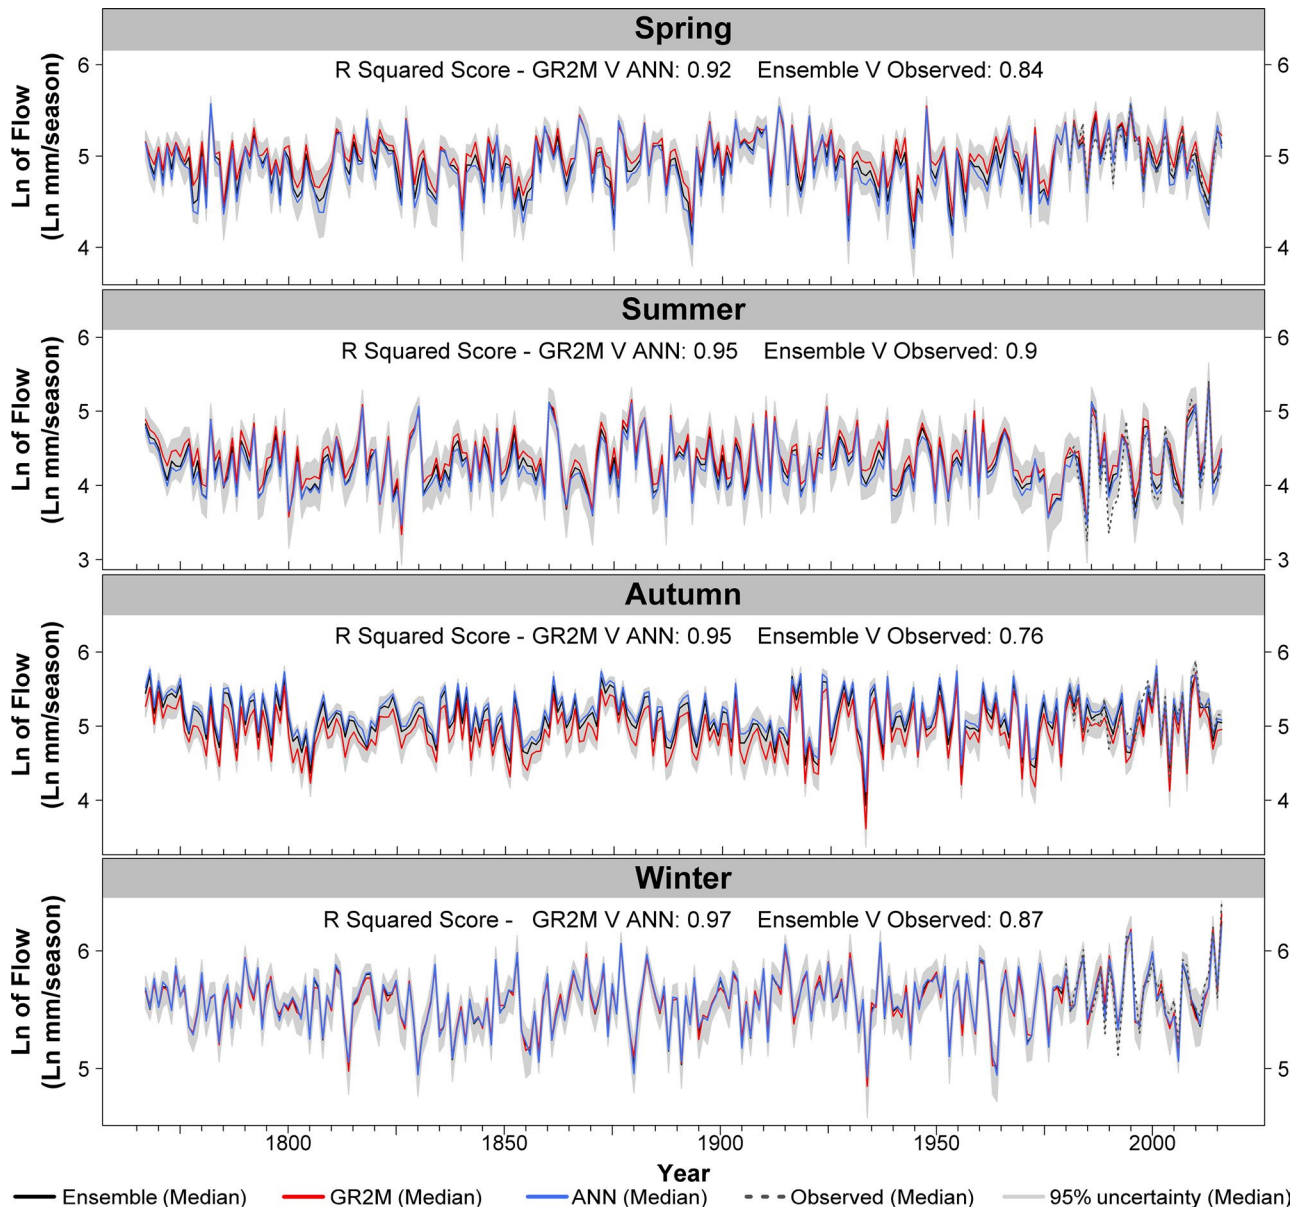 Spring
R Squared Score - GR2M V ANN: 0.92 Ensemble V Observed: 0.84
Ln of Flow
(Ln mm/season)
6
5
4
6
5
4
Summer
R Squared Score - GR2M V ANN: 0.95 Ensemble V Observed: 0.9
Ln of Flow
(Ln mm/season)
6
5
4
3
6
5
4
3
Autumn
R Squared Score - GR2M V ANN: 0.95 Ensemble V Observed: 0.76
Ln of Flow
(Ln mm/season)
6
5
4
6
5
4
Winter
R Squared Score - GR2M V ANN: 0.97 Ensemble V Observed: 0.87
Ln of Flow
(Ln mm/season)
6
5
6
5
1800 1850 1900 1950 2000
Year
Ensemble (Median) GR2M (Median) ANN (Median) Observed (Median) 95% uncertainty (Median)